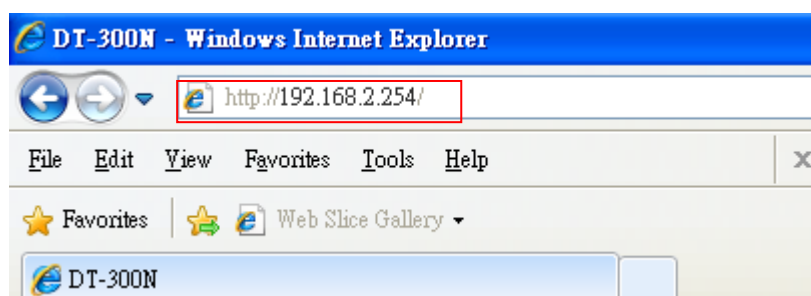 DT-300N - Windows Internet Explorer
http://192.168.2.254/
File Edit View Favorites Tools Help x
Favorites Web Slice Gallery
DT-300N